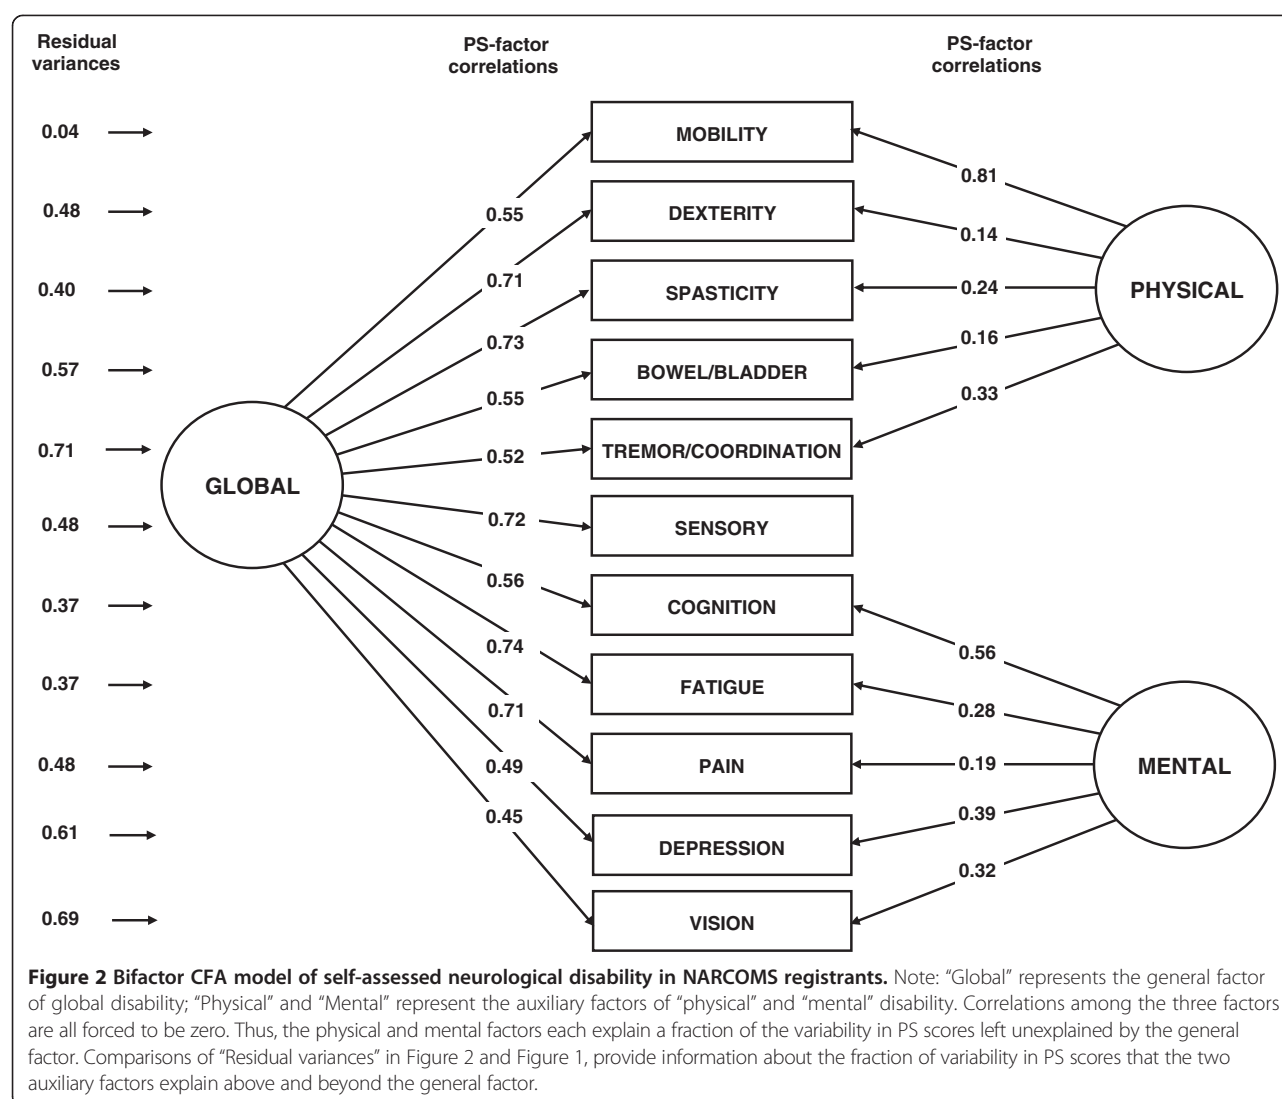 Residual
variances
PS-factor
correlations
PS-factor
correlations
0.04
MOBILITY
0.81
0.48
0.55
DEXTERITY
0.14
0.40
0.71
SPASTICITY
0.24
PHYSICAL
0.57
0.73
BOWEL/BLADDER
0.16
0.55
0.33
0.71
0.52
TREMOR/COORDINATION
GLOBAL
0.48
0.72
SENSORY
0.37
0.56
COGNITION
0.56
0.37
0.74
FATIGUE
0.28
0.71
0.48
0.49
PAIN
0.19
MENTAL
0.61
0.45
DEPRESSION
0.39
0.32
0.69
VISION
Figure 2 Bifactor CFA model of self-assessed neurological disability in NARCOMS registrants. Note: “Global” represents the general factor
of global disability; “Physical” and “Mental” represent the auxiliary factors of “physical” and “mental” disability. Correlations among the three factors
are all forced to be zero. Thus, the physical and mental factors each explain a fraction of the variability in PS scores left unexplained by the general
factor. Comparisons of “Residual variances” in Figure 2 and Figure 1, provide information about the fraction of variability in PS scores that the two
auxiliary factors explain above and beyond the general factor.